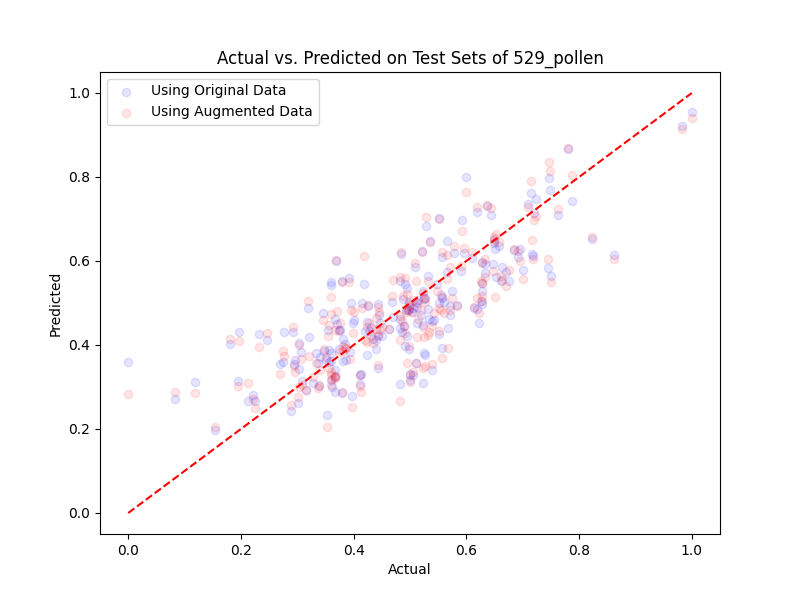 Actual vs. Predicted on Test Sets of 529_pollen
Using Original Data
Using Augmented Data
1.0
0.8
0.6
0.4
0.2
0.0
Predicted
0.0 0.2 0.4 0.6 0.8 1.0
Actual